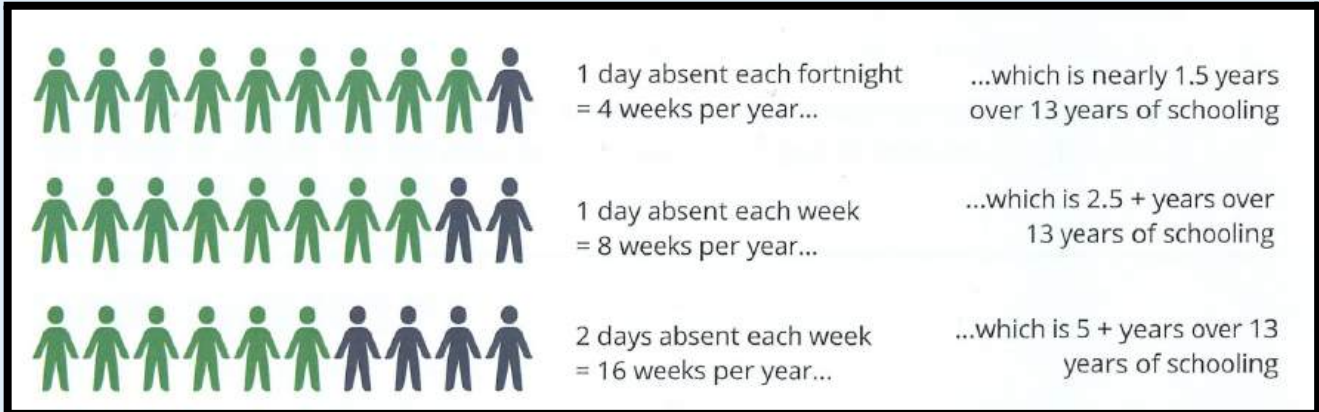 1 day absent each fortnight
= 4 weeks per year...
...which is nearly 1.5 years
over 13 years of schooling
1 day absent each week
= 8 weeks per year...
...which is 2.5 + years over
13 years of schooling
2 days absent each week
= 16 weeks per year...
...which is 5 + years over 13
years of schooling